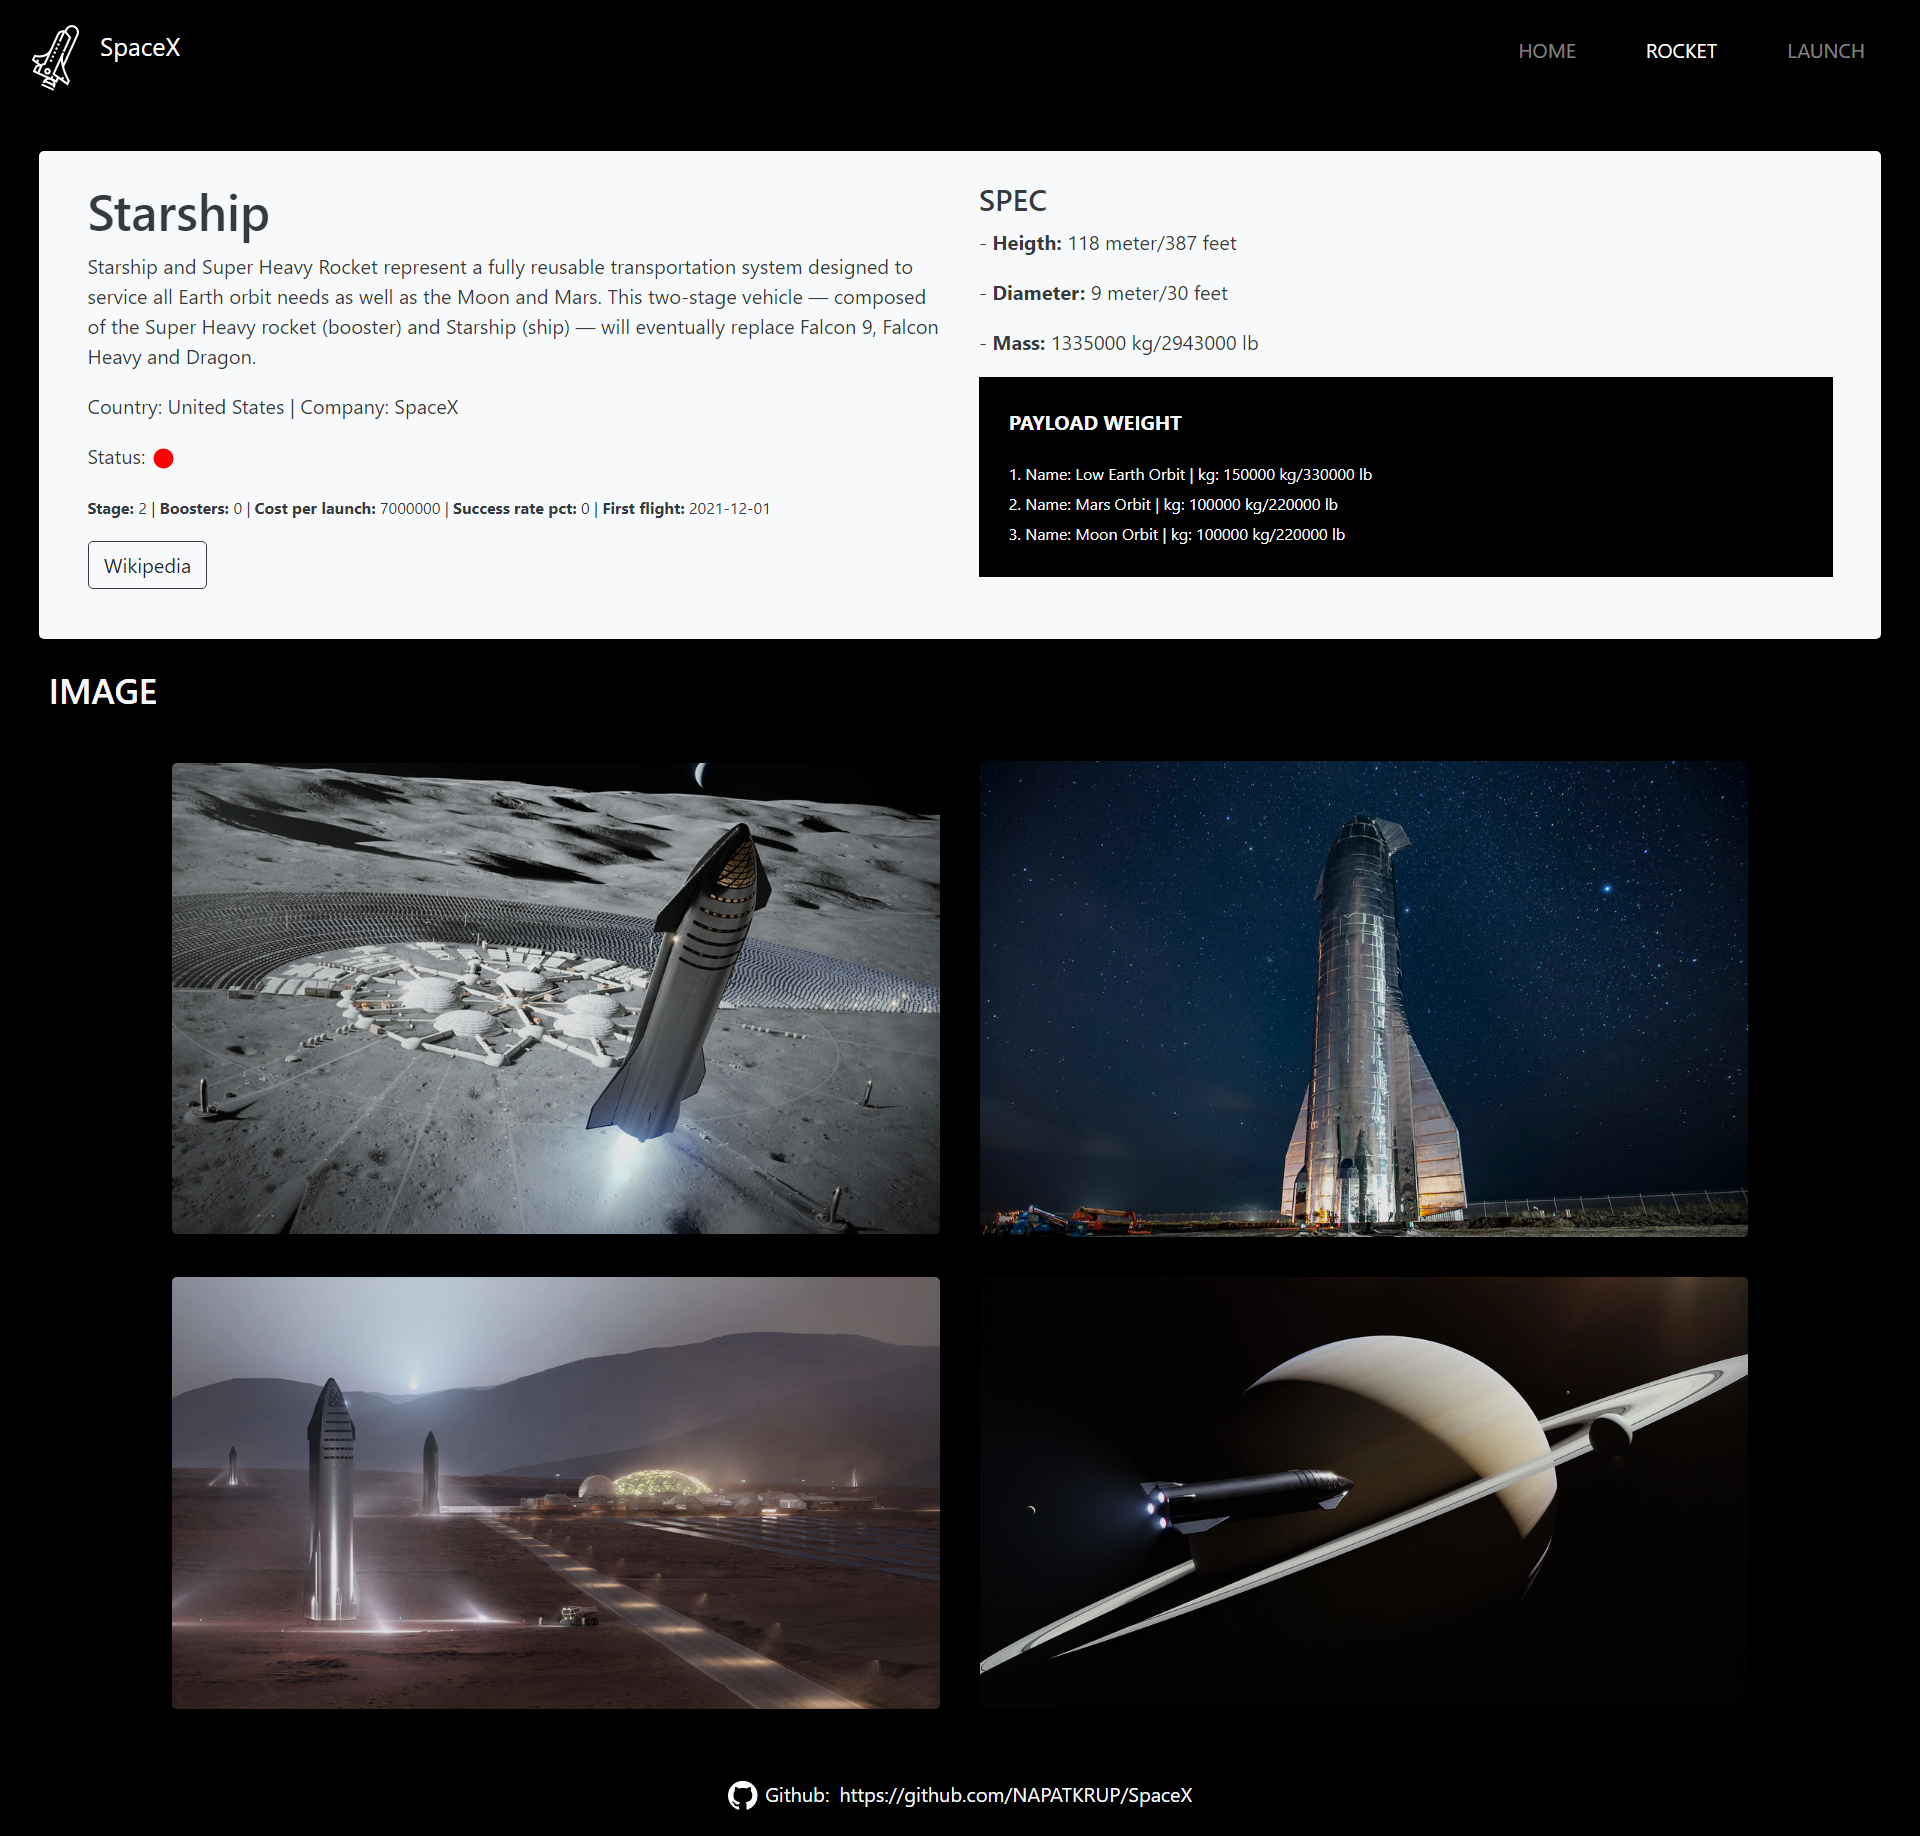 SpaceX
HOME
ROCKET
LAUNCH
Starship
Starship and Super Heavy Rocket represent a fully reusable transportation system designed to
service all Earth orbit needs as well as the Moon and Mars. This two-stage vehicle — composed
of the Super Heavy rocket (booster) and Starship (ship) — will eventually replace Falcon 9, Falcon
Heavy and Dragon.
Country: United States | Company: SpaceX
Status:
Stage: 2 | Boosters: 0 | Cost per launch: 7000000 | Success rate pct: 0 | First flight: 2021-12-01
Wikipedia
SPEC
- Heigth: 118 meter/387 feet
- Diameter: 9 meter/30 feet
- Mass: 1335000 kg/2943000 lb
PAYLOAD WEIGHT
1. Name: Low Earth Orbit | kg: 150000 kg/330000 lb
2. Name: Mars Orbit | kg: 100000 kg/220000 lb
3. Name: Moon Orbit | kg: 100000 kg/220000 lb
IMAGE
Github: https://github.com/NAPATKRUP/SpaceX